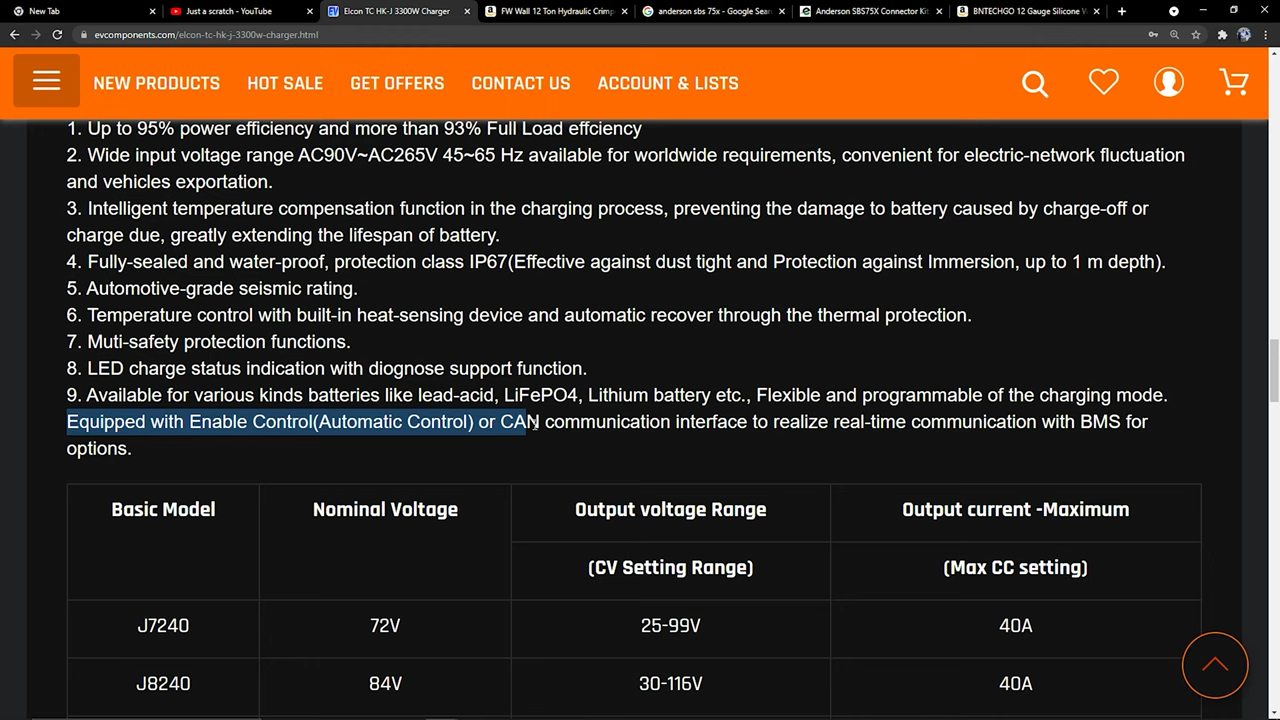 New Tab
Just a scratch - YouTube
Elcon TC HK-J 3300W Charger
FW Wall 12 Ton Hydraulic Crimp
anderson sbs 75x - Google Sear
Anderson SBS75X Connector Kit
BNTECHGO 12 Gauge Silicone W
evcomponents.com/elcon-tc-hk-j-3300w-charger.html
NEW PRODUCTS HOT SALE GET OFFERS CONTACT US ACCOUNT & LISTS
1. Up to 95% power efficiency and more than 93% Full Load effciency
2. Wide input voltage range AC90V~AC265V 45~65 Hz available for worldwide requirements, convenient for electric-network fluctuation
and vehicles exportation.
3. Intelligent temperature compensation function in the charging process, preventing the damage to battery caused by charge-off or
charge due, greatly extending the lifespan of battery.
4. Fully-sealed and water-proof, protection class IP67(Effective against dust tight and Protection against Immersion, up to 1 m depth).
5. Automotive-grade seismic rating.
6. Temperature control with built-in heat-sensing device and automatic recover through the thermal protection.
7. Muti-safety protection functions.
8. LED charge status indication with diognose support function.
9. Available for various kinds batteries like lead-acid, LiFePO4, Lithium battery etc., Flexible and programmable of the charging mode.
Equipped with Enable Control(Automatic Control) or CAN communication interface to realize real-time communication with BMS for
options.
Basic Model Nominal Voltage Output voltage Range Output current -Maximum
(CV Setting Range) (Max CC setting)
J7240 72V 25-99V 40A
J8240 84V 30-116V 40A